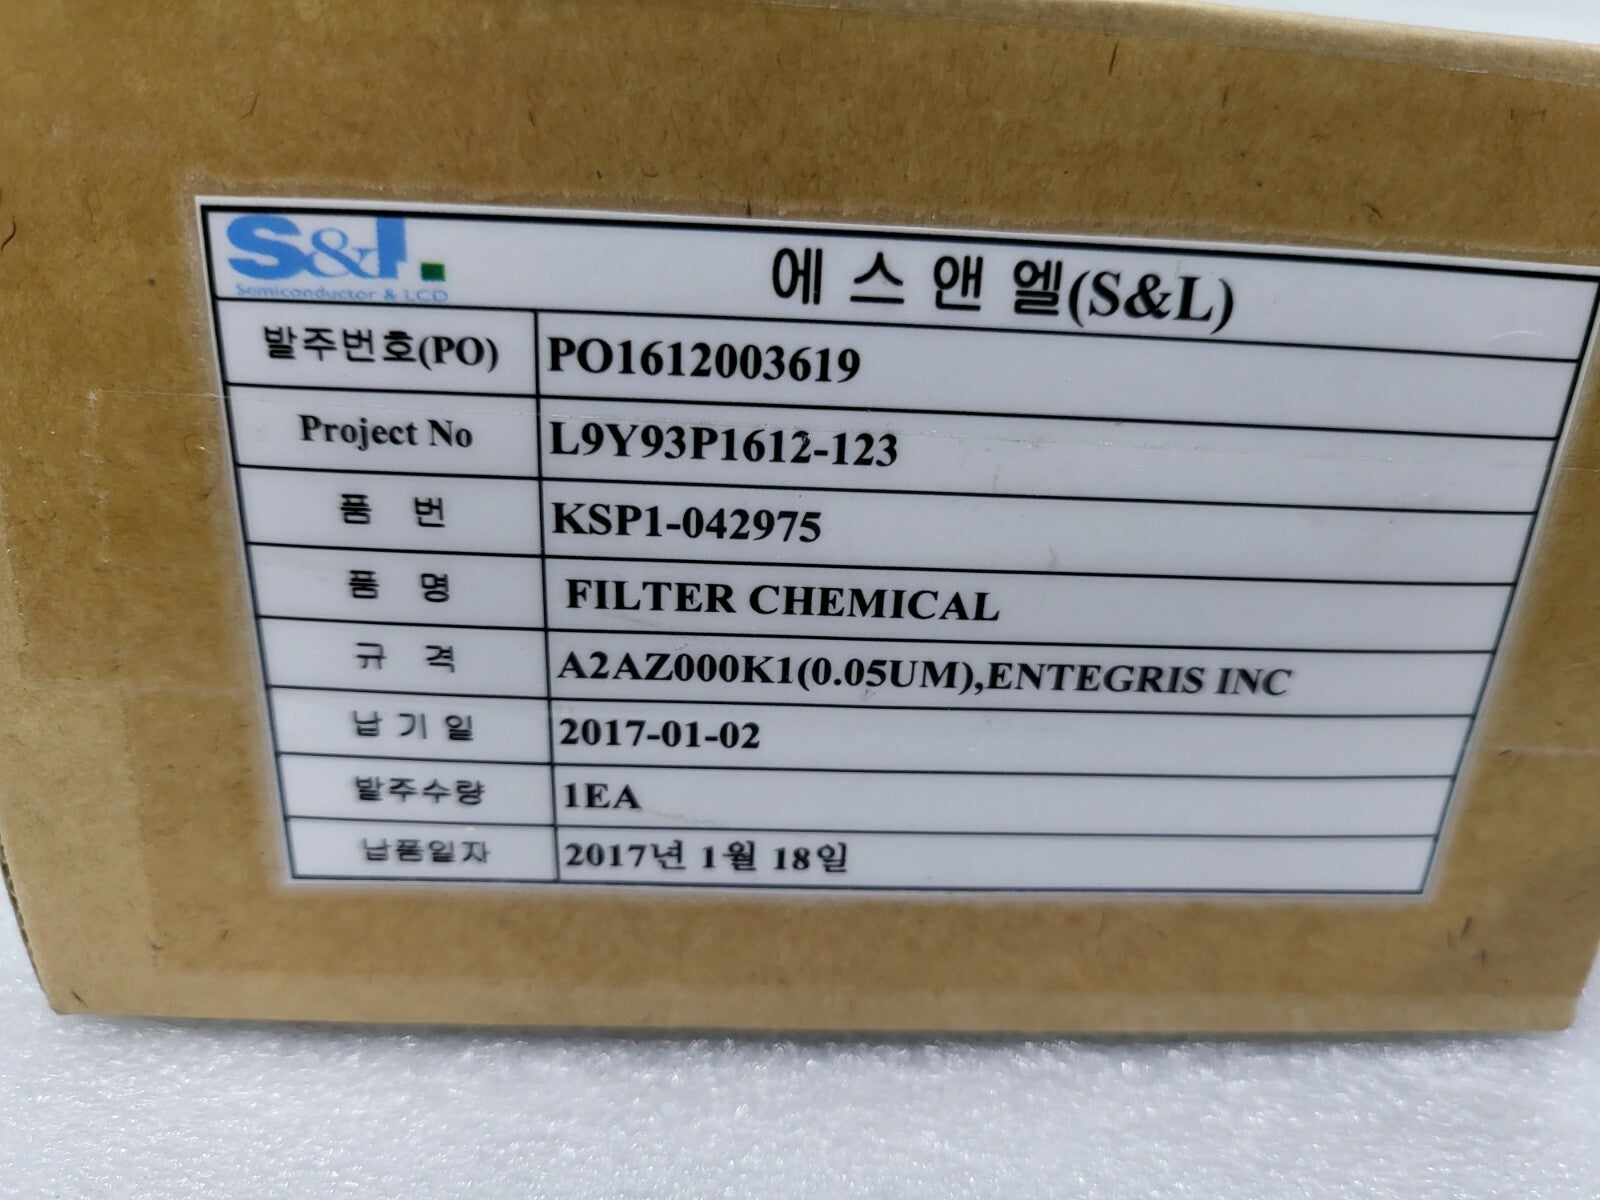 S&L
Semiconductor & LCD
에 스 앤 엘(S&L)
발주번호(PO) PO1612003619
Project No L9Y93P1612-123
품 번 KSP1-042975
품 명 FILTER CHEMICAL
규 격 A2AZ000K1(0.05UM),ENTEGRIS INC
납 기 일 2017-01-02
발주수량 1EA
납품일자 2017년 1월 18일